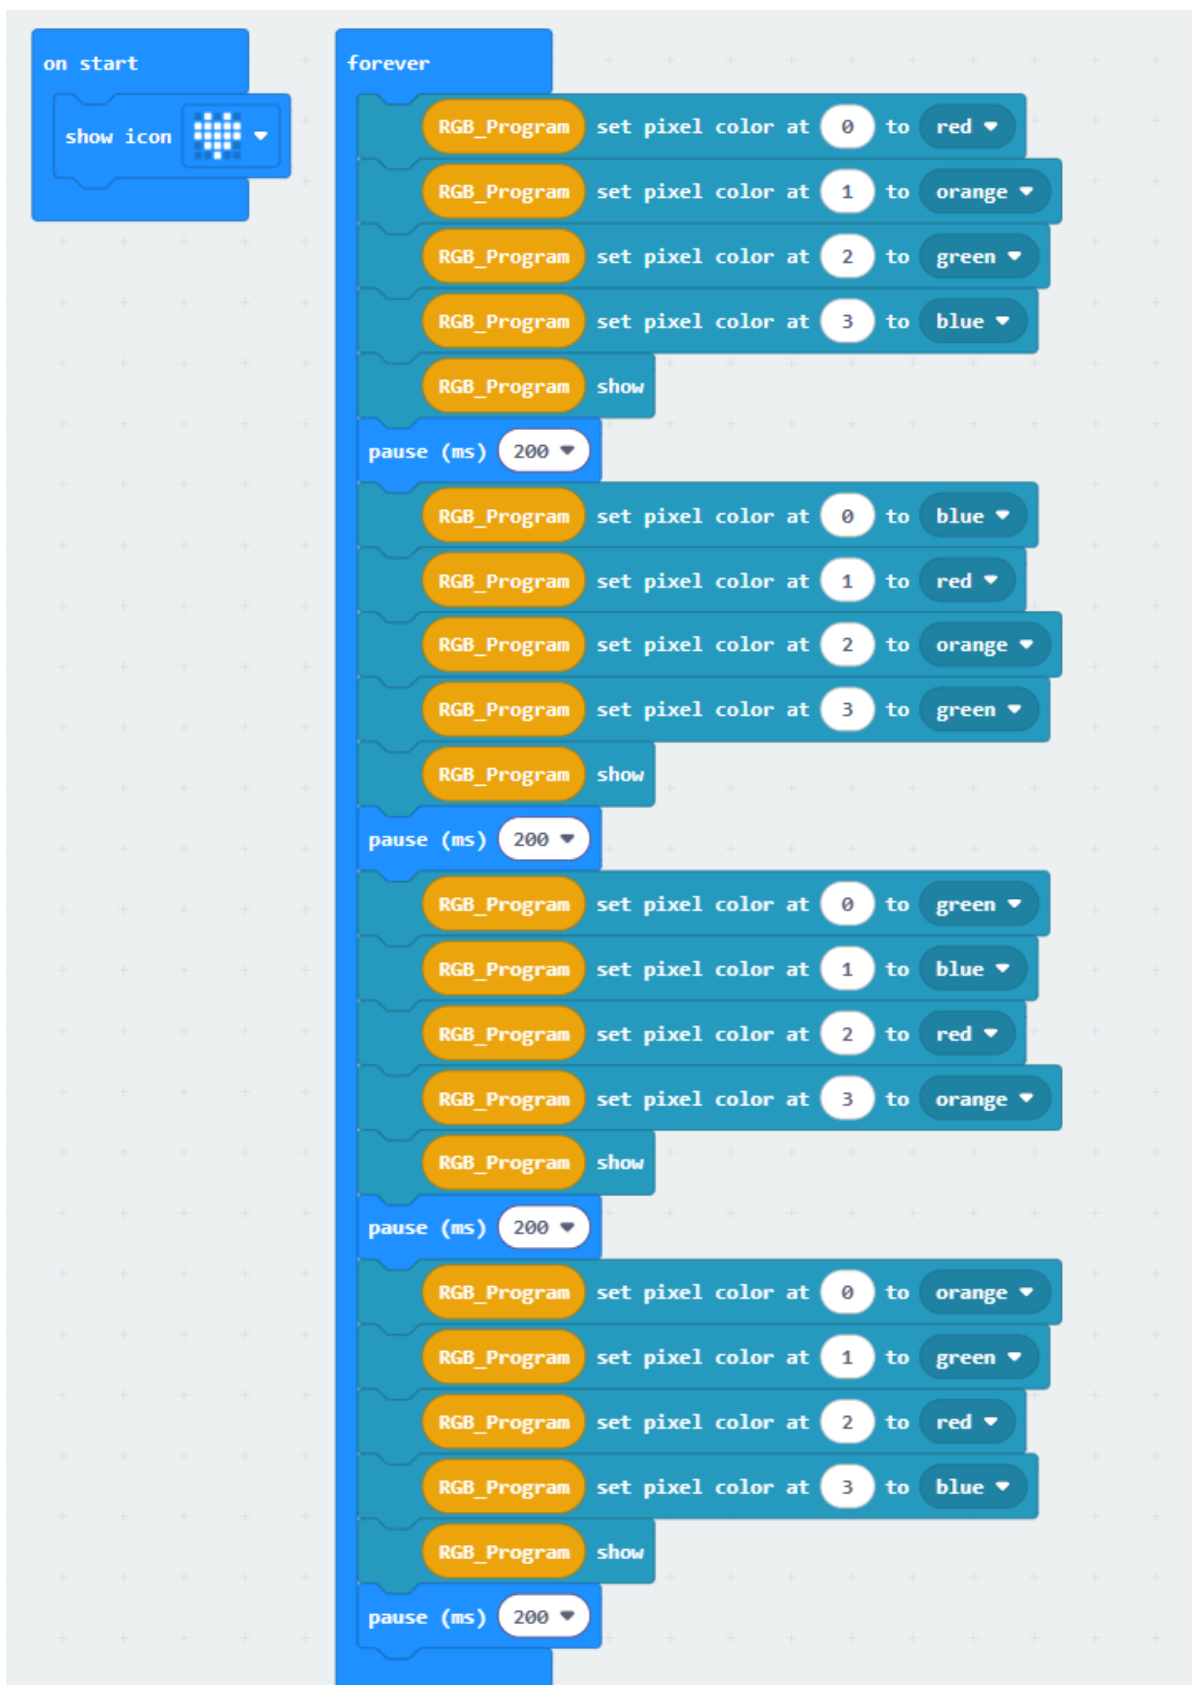 on start
show icon
forever
RGB_Program set pixel color at 0 to red
RGB_Program set pixel color at 1 to orange
RGB_Program set pixel color at 2 to green
RGB_Program set pixel color at 3 to blue
RGB_Program show
pause (ms) 200
RGB_Program set pixel color at 0 to blue
RGB_Program set pixel color at 1 to red
RGB_Program set pixel color at 2 to orange
RGB_Program set pixel color at 3 to green
RGB_Program show
pause (ms) 200
RGB_Program set pixel color at 0 to green
RGB_Program set pixel color at 1 to blue
RGB_Program set pixel color at 2 to red
RGB_Program set pixel color at 3 to orange
RGB_Program show
pause (ms) 200
RGB_Program set pixel color at 0 to orange
RGB_Program set pixel color at 1 to green
RGB_Program set pixel color at 2 to red
RGB_Program set pixel color at 3 to blue
RGB_Program show
pause (ms) 200